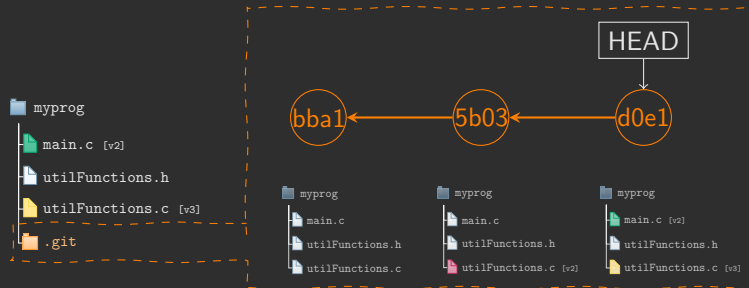 HEAD
bba1 5b03 d0e1
myprog
main.c [v2]
utilFunctions.h
utilFunctions.c [v3]
.git
myprog
main.c
utilFunctions.h
utilFunctions.c
myprog
main.c
utilFunctions.h
utilFunctions.c [v2]
myprog
main.c [v2]
utilFunctions.h
utilFunctions.c [v3]